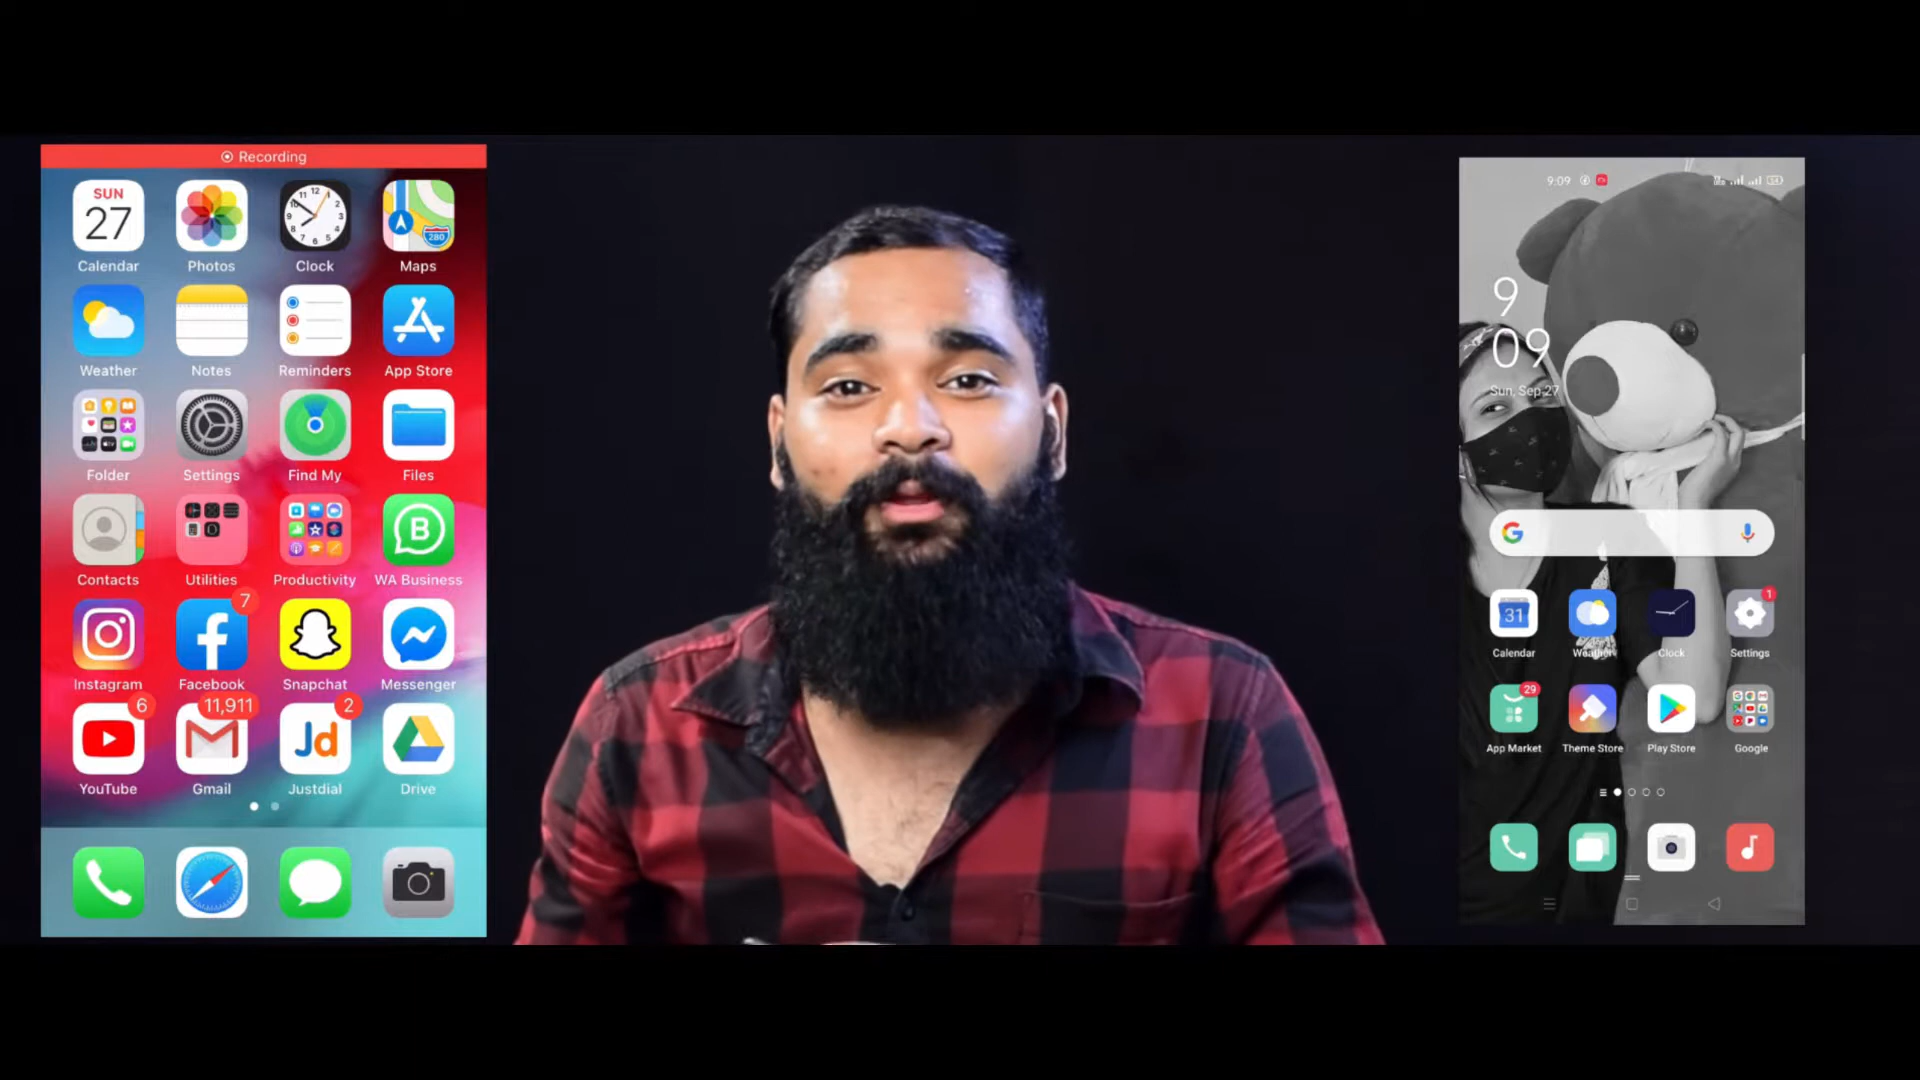 Recording
SUN
27
Calendar
Photos
Clock
Maps
280
Weather
Notes
Reminders
App Store
Folder
Settings
Find My
Files
Contacts
Utilities
Productivity
B
WA Business
7
Instagram
Facebook
Snapchat
Messenger
6
11,911
2
Jd
YouTube
Gmail
Justdial
Drive
9:09
9
09
Sun, Sep 27
G
31
1
Calendar
Weather
Clock
Settings
29
App Market
Theme Store
Play Store
Google